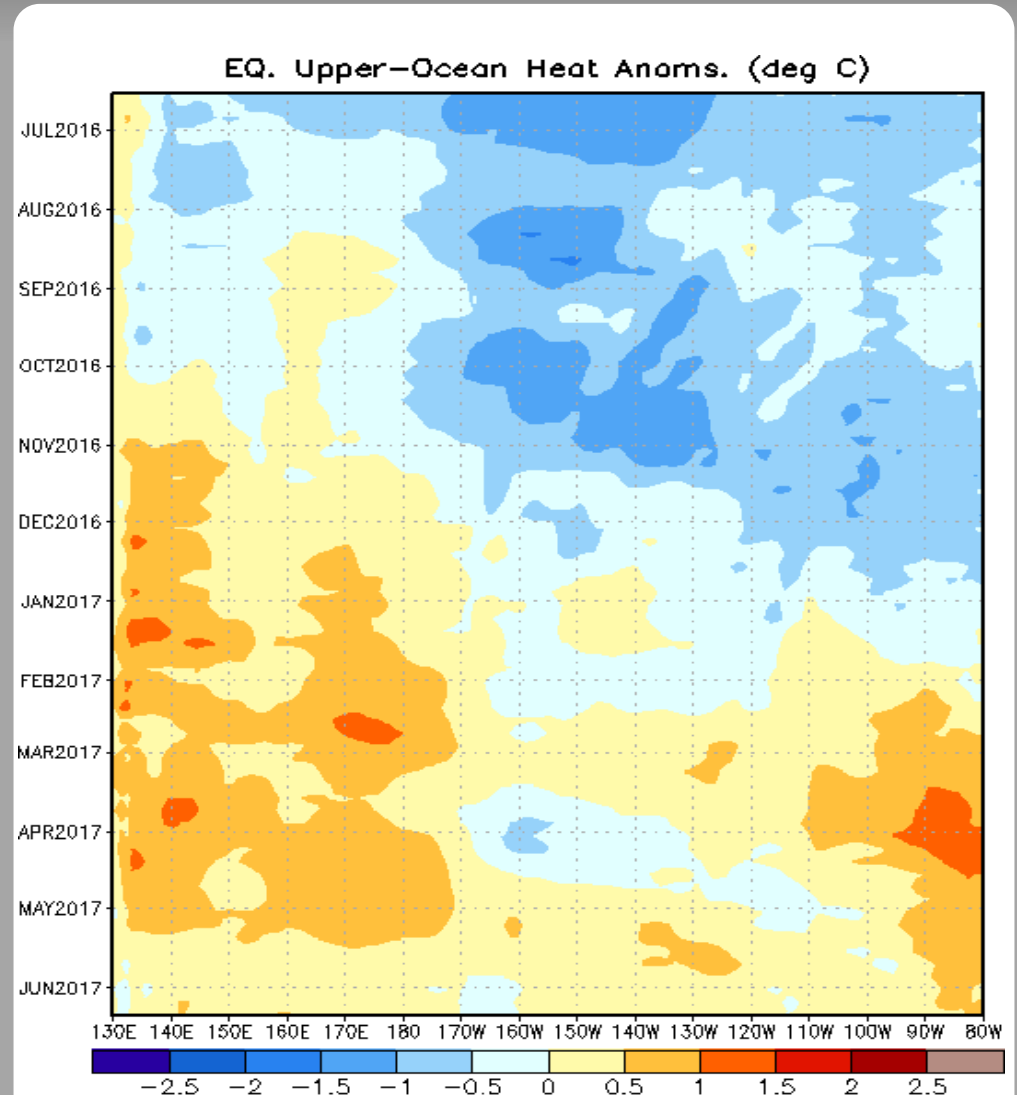 EQ. Upper-Ocean Heat Anoms. (deg C)
JUL2016
AUG2016
SEP2016
OCT2016
NOV2016
DEC2016
JAN2017
FEB2017
MAR2017
APR2017
MAY2017
JUN2017
130E 140E 150E 160E 170E 180 170W 160W 150W 140W 130W 120W 110W 100W 90W 80W
-2.5 -2 -1.5 -1 -0.5 0 0.5 1 1.5 2 2.5